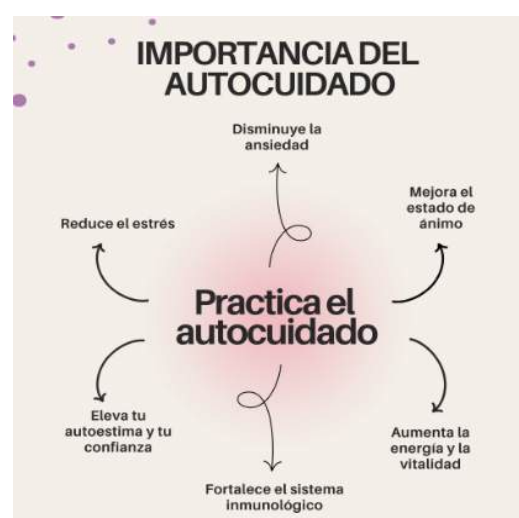 IMPORTANCIA DEL
AUTOCUIDADO
Disminuye la
ansiedad
Mejora el
estado de
ánimo
Reduce el estrés
Practica el
autocuidado
Eleva tu
autoestima y tu
confianza
Aumenta la
energía y la
vitalidad
Fortalece el sistema
inmunológico